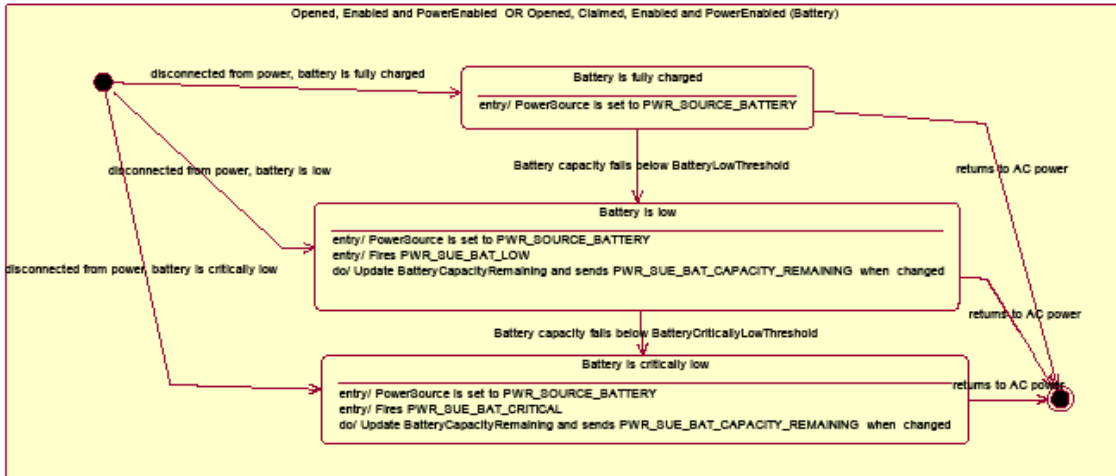 Opened, Enabled and PowerEnabled OR Opened, Claimed, Enabled and PowerEnabled (Battery)
disconnected from power, battery is fully charged
Battery is fully charged
entry/ PowerSource is set to PWR_SOURCE_BATTERY
Battery capacity falls below BatteryLowThreshold
disconnected from power, battery is low
returns to AC power
Battery is low
entry/ PowerSource is set to PWR_SOURCE_BATTERY
entry/ Fires PWR_SUE_BAT_LOW
do/ Update BatteryCapacityRemaining and sends PWR_SUE_BAT_CAPACITY_REMAINING when changed
disconnected from power, battery is critically low
returns to AC power
Battery capacity falls below BatteryCriticallyLowThreshold
Battery is critically low
entry/ PowerSource is set to PWR_SOURCE_BATTERY
entry/ Fires PWR_SUE_BAT_CRITICAL
do/ Update BatteryCapacityRemaining and sends PWR_SUE_BAT_CAPACITY_REMAINING when changed
returns to AC power